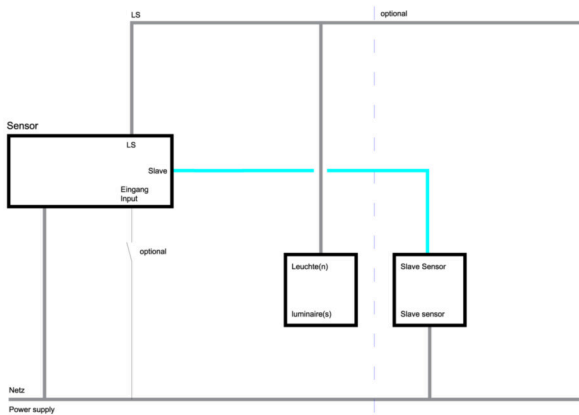 LS
optional
Sensor
LS
Slave
Eingang
Input
optional
Leuchte(n)
luminaire(s)
Slave Sensor
Slave sensor
Netz
Power supply